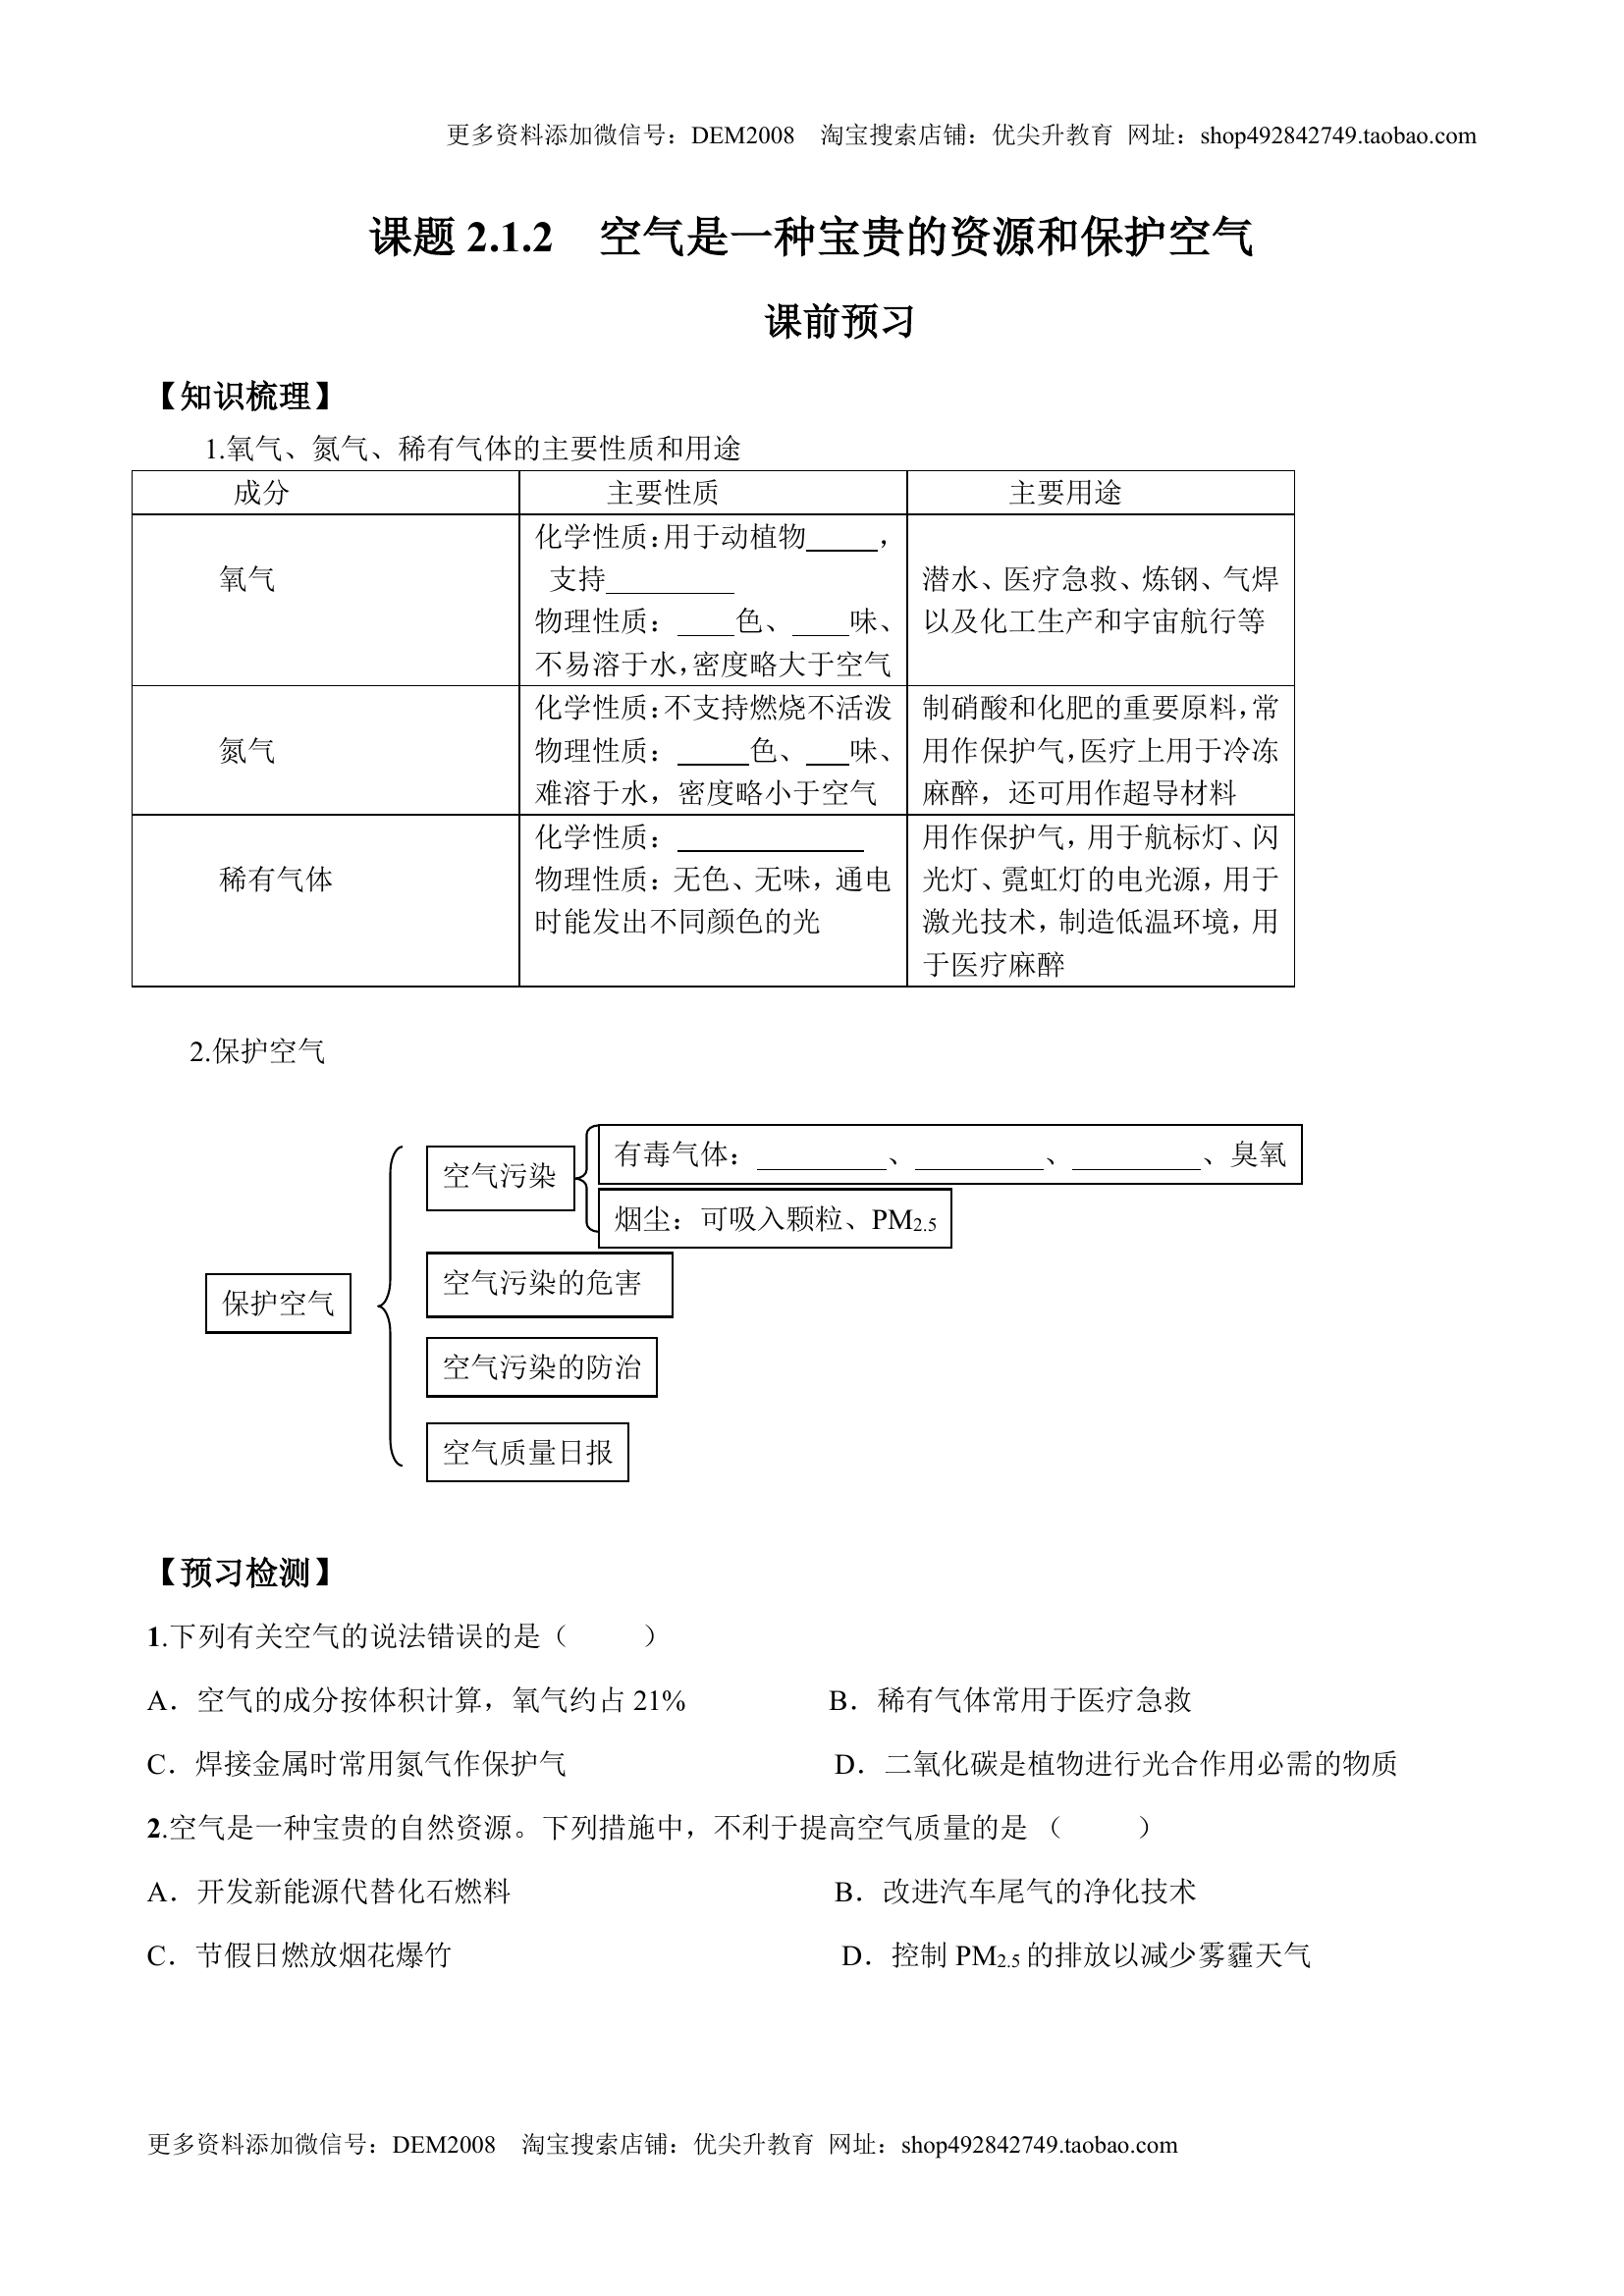 更多资料添加微信号：DEM2008 淘宝搜索店铺：优尖升教育 网址：shop492842749.taobao.com
课题 2.1.2 空气是一种宝贵的资源和保护空气
课前预习
【知识梳理】
1.氧气、氮气、稀有气体的主要性质和用途
成分 主要性质 主要用途
氧气
化学性质：用于动植物_____，
支持_________
物理性质：____色、____味、
不易溶于水，密度略大于空气
潜水、医疗急救、炼钢、气焊
以及化工生产和宇宙航行等
氮气
化学性质：不支持燃烧不活泼
物理性质：_____色、___味、
难溶于水，密度略小于空气
制硝酸和化肥的重要原料，常
用作保护气，医疗上用于冷冻
麻醉，还可用作超导材料
稀有气体
化学性质：_____________
物理性质：无色、无味，通电
时能发出不同颜色的光
用作保护气，用于航标灯、闪
光灯、霓虹灯的电光源，用于
激光技术，制造低温环境，用
于医疗麻醉
2.保护空气
保护空气
空气污染
有毒气体：_________、_________、_________、臭氧
烟尘：可吸入颗粒、PM2.5
空气污染的危害
空气污染的防治
空气质量日报
【预习检测】
1.下列有关空气的说法错误的是（ ）
A．空气的成分按体积计算，氧气约占 21% B．稀有气体常用于医疗急救
C．焊接金属时常用氮气作保护气 D．二氧化碳是植物进行光合作用必需的物质
2.空气是一种宝贵的自然资源。下列措施中，不利于提高空气质量的是 （ ）
A．开发新能源代替化石燃料 B．改进汽车尾气的净化技术
C．节假日燃放烟花爆竹 D．控制 PM2.5 的排放以减少雾霾天气
更多资料添加微信号：DEM2008 淘宝搜索店铺：优尖升教育 网址：shop492842749.taobao.com